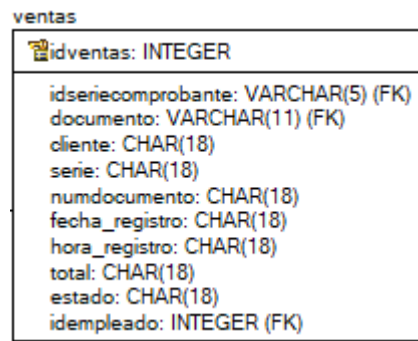 ventas
idventas: INTEGER
idseriecomprobante: VARCHAR(5) (FK)
documento: VARCHAR(11) (FK)
cliente: CHAR(18)
serie: CHAR(18)
numdocumento: CHAR(18)
fecha_registro: CHAR(18)
hora_registro: CHAR(18)
total: CHAR(18)
estado: CHAR(18)
idempleado: INTEGER (FK)